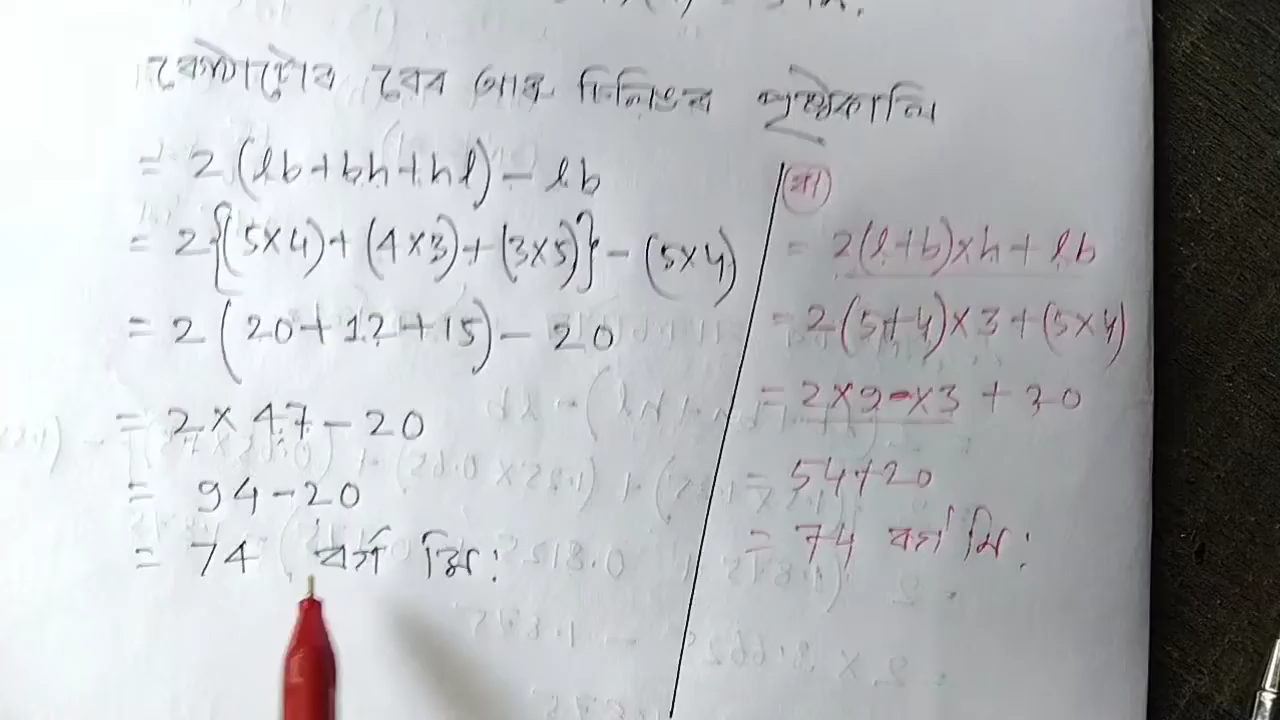 বেৰ আৰু চিলিঙৰ পৃষ্ঠকালি
= 2 (lb+bh+hl) – lb
= 2{(5×4)+(4×3)+(3×5)} – (5×4)
= 2 (20+12+15) – 20
= 2 × 47 – 20
= 94 – 20
= 74 বৰ্গ মি:
বা
= 2(l+b)×h + lb
= 2(5+4)×3+(5×4)
= 2×9×3 + 20
= 54+20
= 74 বৰ্গ মি: